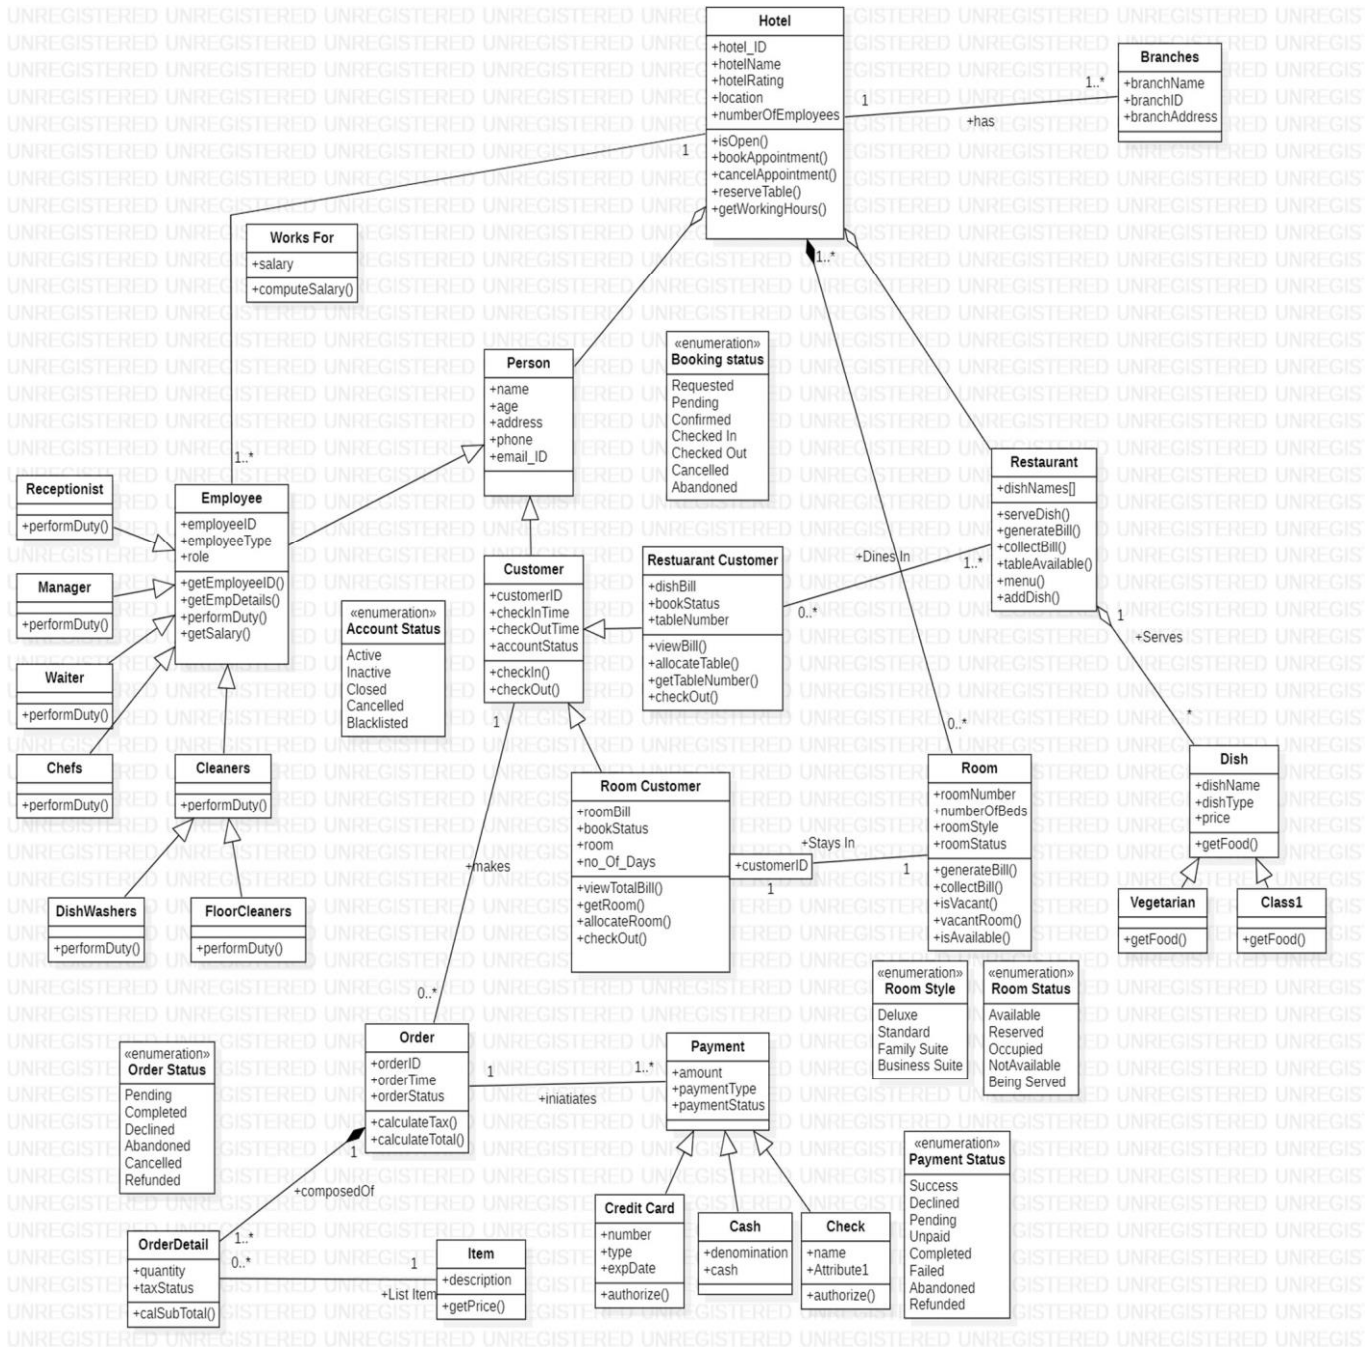 Hotel
+hotel_ID
+hotelName
+hotelRating
+location
+numberOfEmployees
+isOpen()
+bookAppointment()
+cancelAppointment()
+reserveTable()
+getWorkingHours()
1
+has
1..*
Branches
+branchName
+branchID
+branchAddress
1
Works For
+salary
+computeSalary()
1..*
1..*
Person
+name
+age
+address
+phone
+email_ID
«enumeration»
Booking status
Requested
Pending
Confirmed
Checked In
Checked Out
Cancelled
Abandoned
Restaurant
+dishNames[]
+serveDish()
+generateBill()
+collectBill()
+tableAvailable()
+menu()
+addDish()
Receptionist
+performDuty()
Manager
+performDuty()
Waiter
+performDuty()
Chefs
+performDuty()
Employee
+employeeID
+employeeType
+role
+getEmployeeID()
+getEmpDetails()
+performDuty()
+getSalary()
Cleaners
+performDuty()
DishWashers
+performDuty()
FloorCleaners
+performDuty()
«enumeration»
Account Status
Active
Inactive
Closed
Cancelled
Blacklisted
Customer
+customerID
+checkInTime
+checkOutTime
+accountStatus
+checkIn()
+checkOut()
Restuarant Customer
+dishBill
+bookStatus
+tableNumber
+viewBill()
+allocateTable()
+getTableNumber()
+checkOut()
+Dines In
1..*
0..*
1
+Serves
*
0..*
Room Customer
+roomBill
+bookStatus
+room
+no_Of_Days
+viewTotalBill()
+getRoom()
+allocateRoom()
+checkOut()
+customerID
1
+Stays In
1
Room
+roomNumber
+numberOfBeds
+roomStyle
+roomStatus
+generateBill()
+collectBill()
+isVacant()
+vacantRoom()
+isAvailable()
Dish
+dishName
+dishType
+price
+getFood()
Vegetarian
+getFood()
Class1
+getFood()
«enumeration»
Room Style
Deluxe
Standard
Family Suite
Business Suite
«enumeration»
Room Status
Available
Reserved
Occupied
NotAvailable
Being Served
1
+makes
0..*
«enumeration»
Order Status
Pending
Completed
Declined
Abandoned
Cancelled
Refunded
Order
+orderID
+orderTime
+orderStatus
+calculateTax()
+calculateTotal()
1
+iniatiates
1..*
Payment
+amount
+paymentType
+paymentStatus
1
+composedOf
1..*
OrderDetail
+quantity
+taxStatus
+calSubTotal()
0..*
1
+List Item
Item
+description
+getPrice()
Credit Card
+number
+type
+expDate
+authorize()
Cash
+denomination
+cash
Check
+name
+Attribute1
+authorize()
«enumeration»
Payment Status
Success
Declined
Pending
Unpaid
Completed
Failed
Abandoned
Refunded
UNREGISTERED